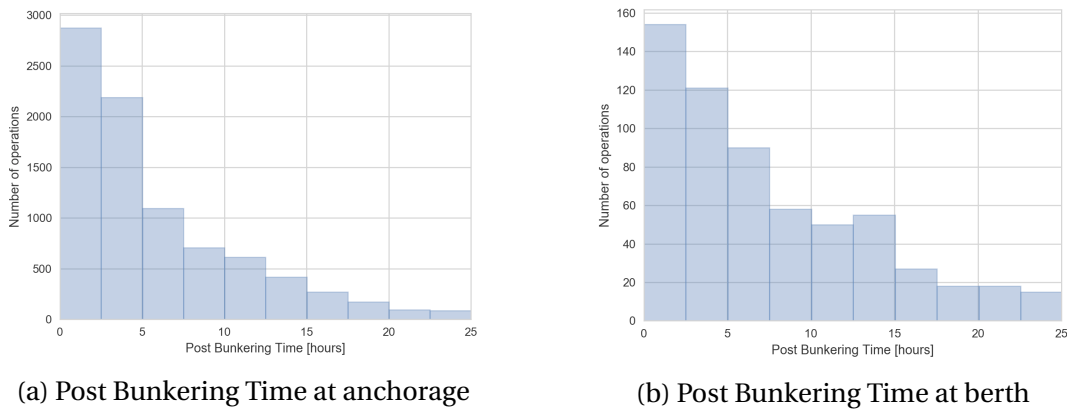 3000
2500
2000
1500
1000
500
0
Number of operations
0 5 10 15 20 25
Post Bunkering Time [hours]
(a) Post Bunkering Time at anchorage
160
140
120
100
80
60
40
20
0
Number of operations
0 5 10 15 20 25
Post Bunkering Time [hours]
(b) Post Bunkering Time at berth